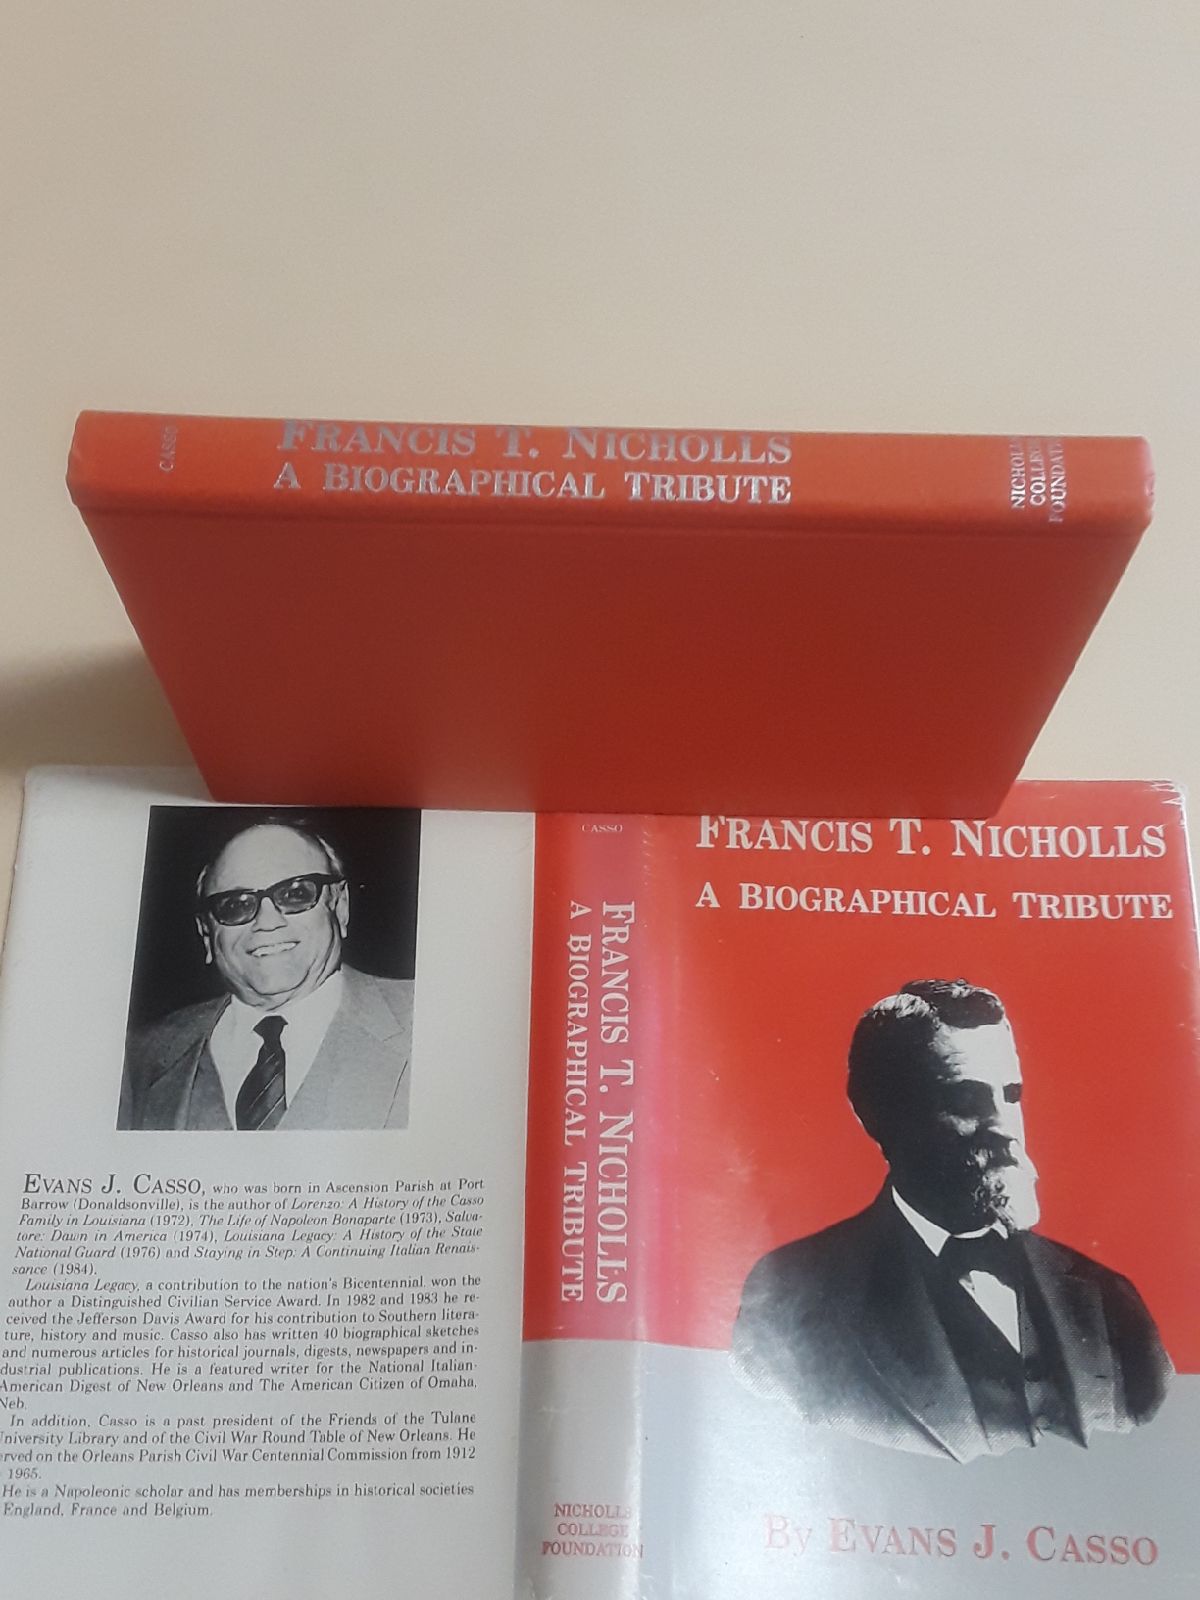 CASSO
FRANCIS T. NICHOLLS
A BIOGRAPHICAL TRIBUTE
COLLEGE
CASSO
FRANCIS T. NICHOLLS
A BIOGRAPHICAL TRIBUTE
NICHOLLS
COLLEGE
FOUNDATION
FRANCIS T. NICHOLLS
A BIOGRAPHICAL TRIBUTE
By EVANS J. CASSO
EVANS J. CASSO, who was born in Ascension Parish at Port
Barrow (Donaldsonville), is the author of Lorenzo: A History of the Casso
Family in Louisiana (1972), The Life of Napoleon Bonaparte (1973), Salva-
tore: Dawn in America (1974), Louisiana Legacy: A History of the State
National Guard (1976) and Staying in Step: A Continuing Italian Renais-
sance (1984).
Louisiana Legacy, a contribution to the nation's Bicentennial, won the
author a Distinguished Civilian Service Award. In 1982 and 1983 he re-
ceived the Jefferson Davis Award for his contribution to Southern litera-
ture, history and music. Casso also has written 40 biographical sketches
and numerous articles for historical journals, digests, newspapers and in-
dustrial publications. He is a featured writer for the National Italian-
American Digest of New Orleans and The American Citizen of Omaha,
Neb.
In addition, Casso is a past president of the Friends of the Tulane
University Library and of the Civil War Round Table of New Orleans. He
erved on the Orleans Parish Civil War Centennial Commission from 1912
1965.
He is a Napoleonic scholar and has memberships in historical societies
England, France and Belgium.